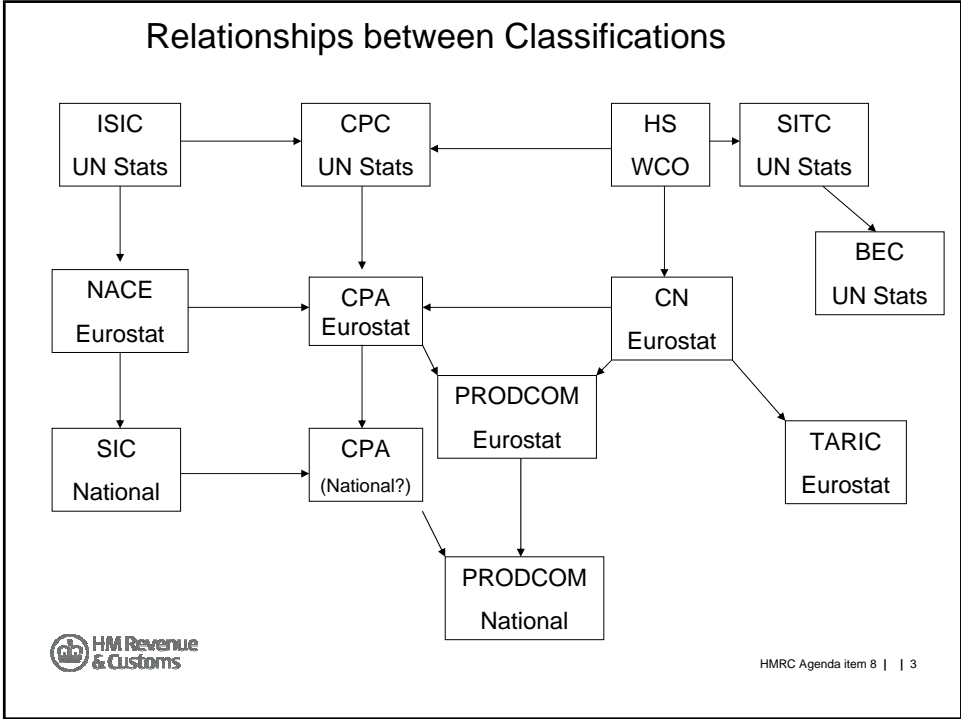 Relationships between Classifications
ISIC
UN Stats
CPC
UN Stats
HS
WCO
SITC
UN Stats
BEC
UN Stats
NACE
Eurostat
CPA
Eurostat
CN
Eurostat
PRODCOM
Eurostat
SIC
National
CPA
(National?)
TARIC
Eurostat
PRODCOM
National
HM Revenue
& Customs
HMRC Agenda item 8 | | 3